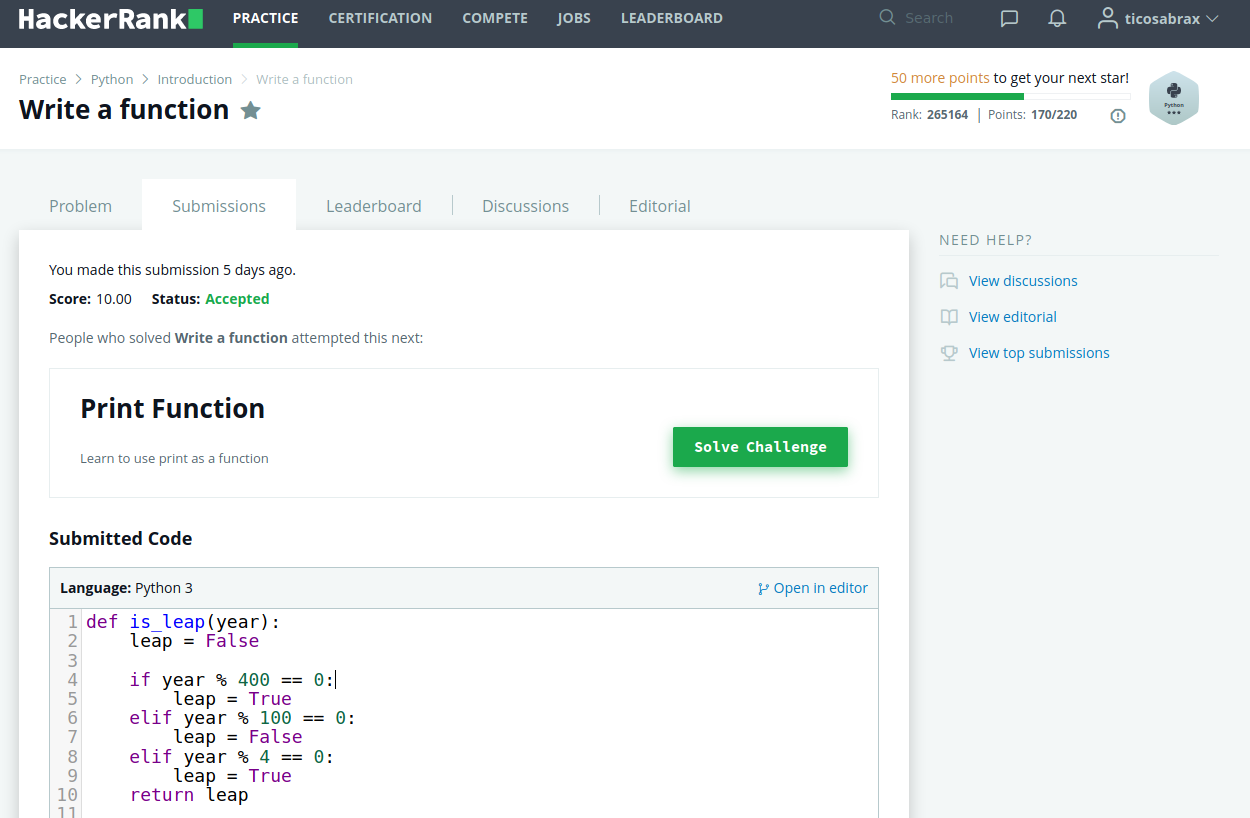 HackerRank PRACTICE CERTIFICATION COMPETE JOBS LEADERBOARD Search ticosabrax
Practice > Python > Introduction > Write a function
Write a function
50 more points to get your next star!
Rank: 265164 | Points: 170/220
Python
Problem Submissions Leaderboard Discussions Editorial
You made this submission 5 days ago.
Score: 10.00 Status: Accepted
People who solved Write a function attempted this next:
Print Function
Learn to use print as a function
Solve Challenge
Submitted Code
Language: Python 3 Open in editor
1 def is_leap(year):
2     leap = False
3
4     if year % 400 == 0:
5         leap = True
6     elif year % 100 == 0:
7         leap = False
8     elif year % 4 == 0:
9         leap = True
10     return leap
11
NEED HELP?
View discussions
View editorial
View top submissions